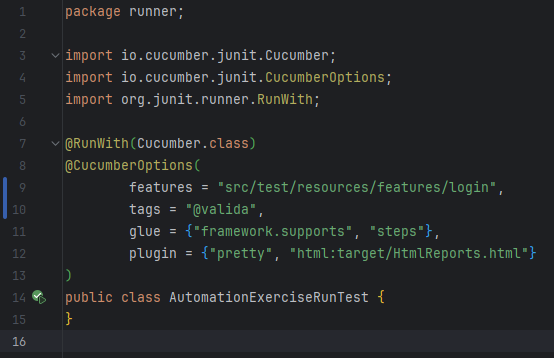 1 package runner;
2
3 import io.cucumber.junit.Cucumber;
4 import io.cucumber.junit.CucumberOptions;
5 import org.junit.runner.RunWith;
6
7 @RunWith(Cucumber.class)
8 @CucumberOptions(
9 features = "src/test/resources/features/login",
10 tags = "@valida",
11 glue = {"framework.supports", "steps"},
12 plugin = {"pretty", "html:target/HtmlReports.html"}
13 )
14 public class AutomationExerciseRunTest {
15 }
16